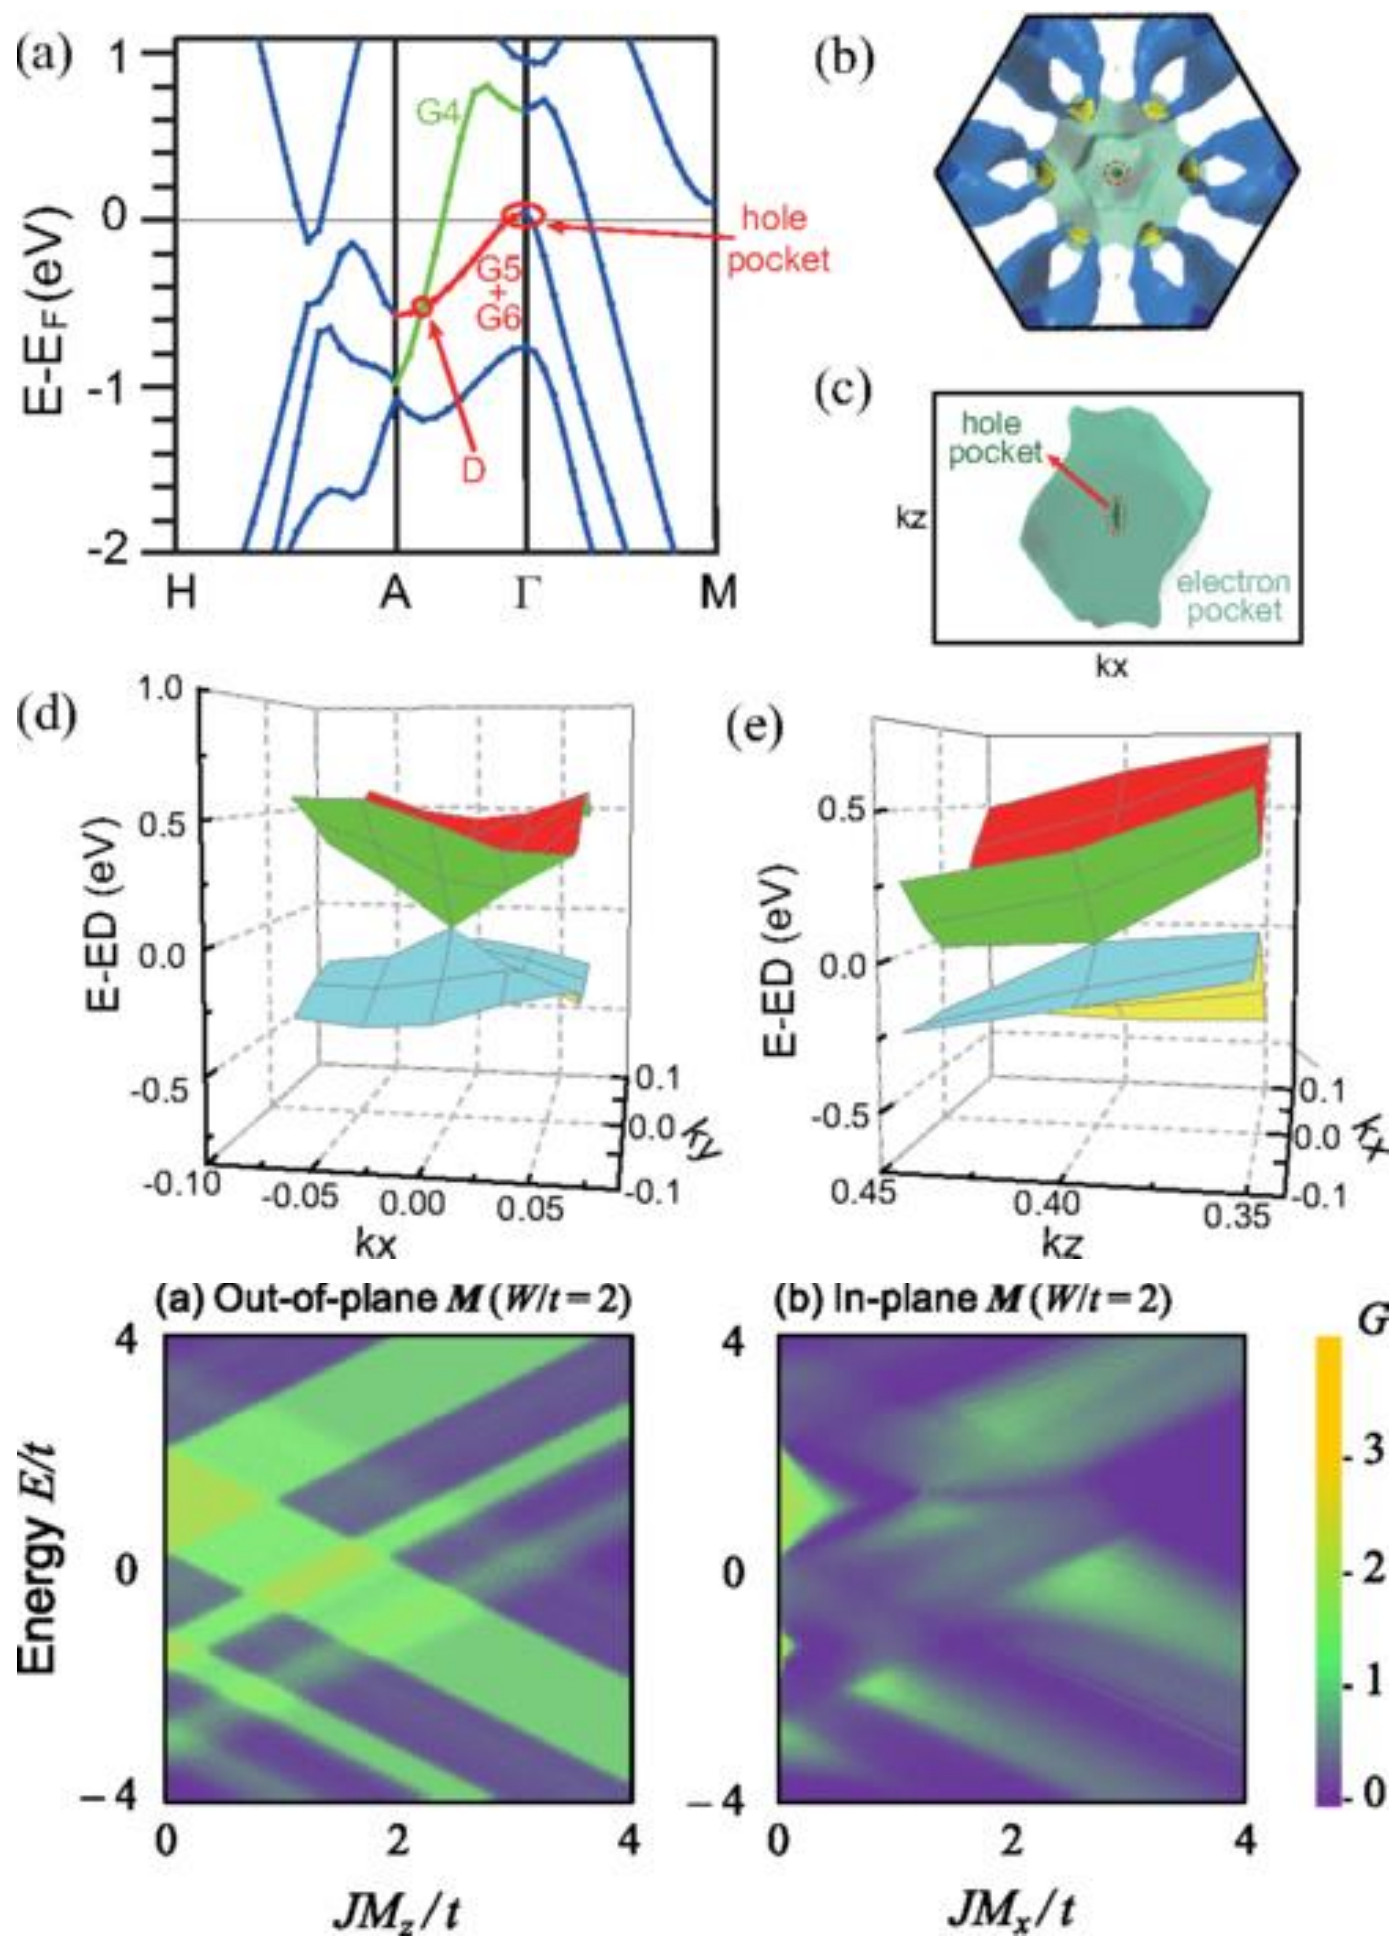 (a)
1
0
-1
-2
E-E_F(eV)
G4
G5
+
G6
D
hole
pocket
H
A
Γ
M
(b)
(c)
hole
pocket
kz
electron
pocket
kx
(d)
1.0
0.5
0.0
-0.5
E-ED (eV)
-0.10
-0.05
0.00
0.05
kx
0.1
0.0
-0.1
ky
(e)
0.5
0.0
-0.5
E-ED (eV)
0.45
0.40
0.35
kz
0.1
0.0
-0.1
kx
(a) Out-of-plane M (W/t = 2)
(b) In-plane M (W/t = 2)
G
4
0
−4
Energy E/t
0
2
4
JM_z/t
4
0
−4
0
2
4
JM_x/t
3
2
1
0